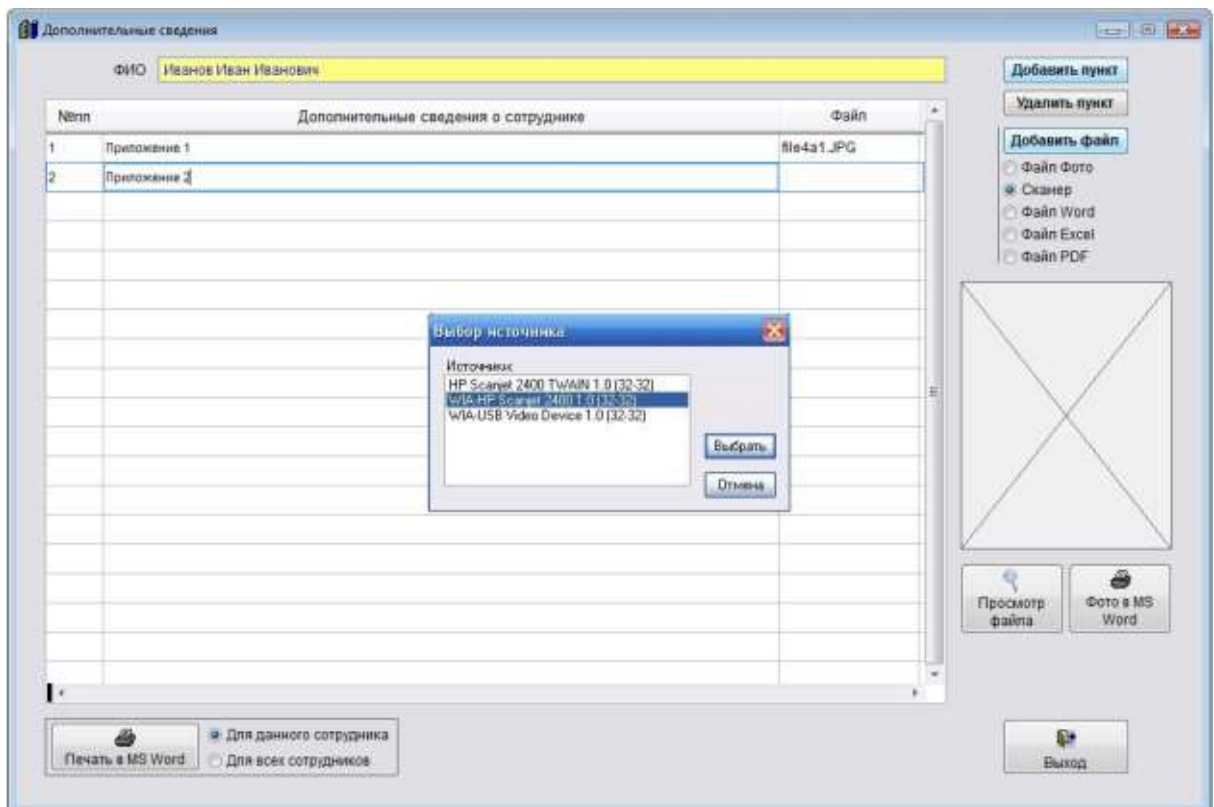 Дополнительные сведения
ФИО Иванов Иван Иванович
Добавить пункт
Удалить пункт
№пп Дополнительные сведения о сотруднике Файл
1 Приложение 1 file4a1.JPG
2 Приложение 2
Добавить файл
Файл Фото
Сканер
Файл Word
Файл Excel
Файл PDF
Выбор источника
Источники:
HP Scanjet 2400 TWAIN 1.0 (32-32)
WIA-HP Scanjet 2400 1.0 (32-32)
WIA-USB Video Device 1.0 (32-32)
Выбрать
Отмена
Просмотр
файла
Фото в MS
Word
Печать в MS Word
Для данного сотрудника
Для всех сотрудников
Выход